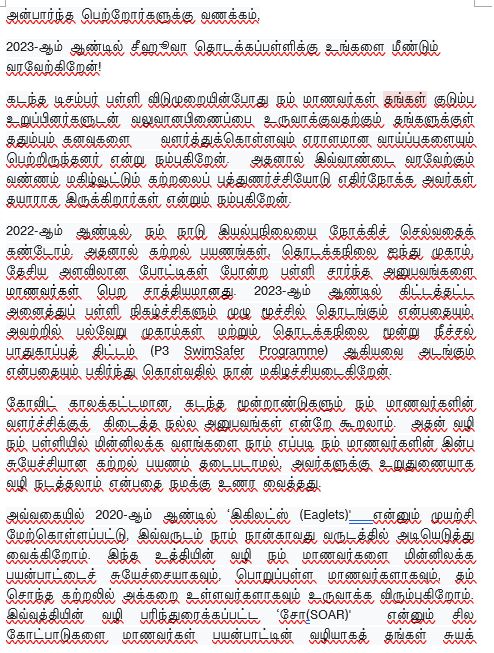 அன்பார்ந்த பெற்றோர்களுக்கு வணக்கம்.
2023-ஆம் ஆண்டில் சீஹுவா தொடக்கப்பள்ளிக்கு உங்களை மீண்டும்
வரவேற்கிறேன்!
கடந்த டிசம்பர் பள்ளி விடுமுறையின்போது நம் மாணவர்கள் தங்கள் குடும்ப
உறுப்பினர்களுடன் வலுவானபிணைப்பை உருவாக்குவதற்கும் தங்களுக்குள்
ததும்பும் கனவுகளை வளர்த்துக்கொள்ளவும் ஏராளமான வாய்ப்புகளையும்
பெற்றிருந்தனர் என்று நம்புகிறேன். அதனால் இவ்வாண்டை வரவேற்கும்
வண்ணம் மகிழ்வூட்டும் கற்றலைப் புத்துணர்ச்சியோடு எதிர்நோக்க அவர்கள்
தயாராக இருக்கிறார்கள் என்றும் நம்புகிறேன்.
2022-ஆம் ஆண்டில், நம் நாடு இயல்புநிலையை நோக்கிச் செல்வதைக்
கண்டோம். அதனால் கற்றல் பயணங்கள், தொடக்கநிலை ஐந்து முகாம்,
தேசிய அளவிலான போட்டிகள் போன்ற பள்ளி சார்ந்த அனுபவங்களை
மாணவர்கள் பெற சாத்தியமானது. 2023-ஆம் ஆண்டில் கிட்டத்தட்ட
அனைத்துப் பள்ளி நிகழ்ச்சிகளும் முழு மூச்சில் தொடங்கும் என்பதையும்,
அவற்றில் பல்வேறு முகாம்கள் மற்றும் தொடக்கநிலை மூன்று நீச்சல்
பாதுகாப்புத் திட்டம் (P3 SwimSafer Programme) ஆகியவை அடங்கும்
என்பதையும் பகிர்ந்து கொள்வதில் நான் மகிழ்ச்சியடைகிறேன்.
கோவிட் காலக்கட்டமான, கடந்த மூன்றாண்டுகளும் நம் மாணவர்களின்
வளர்ச்சிக்குக் கிடைத்த நல்ல அனுபவங்கள் என்றே கூறலாம். அதன் வழி
நம் பள்ளியில் மின்னிலக்க வளங்களை நாம் எப்படி நம் மாணவர்களின் இன்ப
சுயேச்சியான கற்றல் பயணம் தடைபடாமல், அவர்களுக்கு உறுதுணையாக
வழி நடத்தலாம் என்பதை நமக்கு உணர வைத்தது.
அவ்வகையில் 2020-ஆம் ஆண்டில் 'இகிலட்ஸ் (Eaglets)' என்னும் முயற்சி
மேற்கொள்ளப்பட்டு, இவ்வருடம் நாம் நான்காவது வருடத்தில் அடியெடுத்து
வைக்கிறோம். இந்த உத்தியின் வழி நம் மாணவர்களை மின்னிலக்க
பயன்பாட்டைச் சுயேச்சையாகவும், பொறுப்புள்ள மாணவர்களாகவும், தம்
சொந்த கற்றலில் அக்கறை உள்ளவர்களாகவும் உருவாக்க விரும்புகிறோம்.
இவ்வுத்தியின் வழி பரிந்துரைக்கப்பட்ட 'சோ(SOAR)' என்னும் சில
கோட்பாடுகளை மாணவர்கள் பயன்பாட்டின் வழியாகத் தங்கள் சுயக்